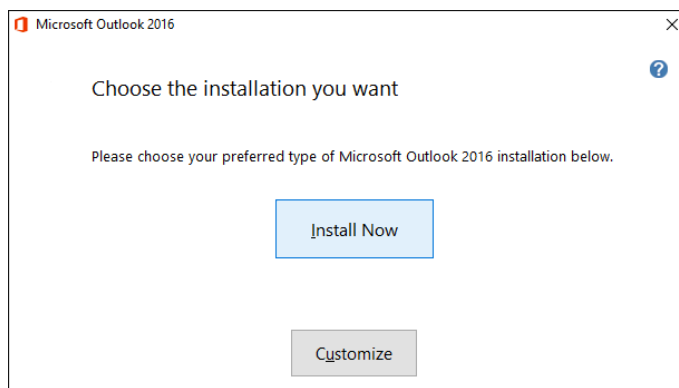 Microsoft Outlook 2016
Choose the installation you want
Please choose your preferred type of Microsoft Outlook 2016 installation below.
Install Now
Customize